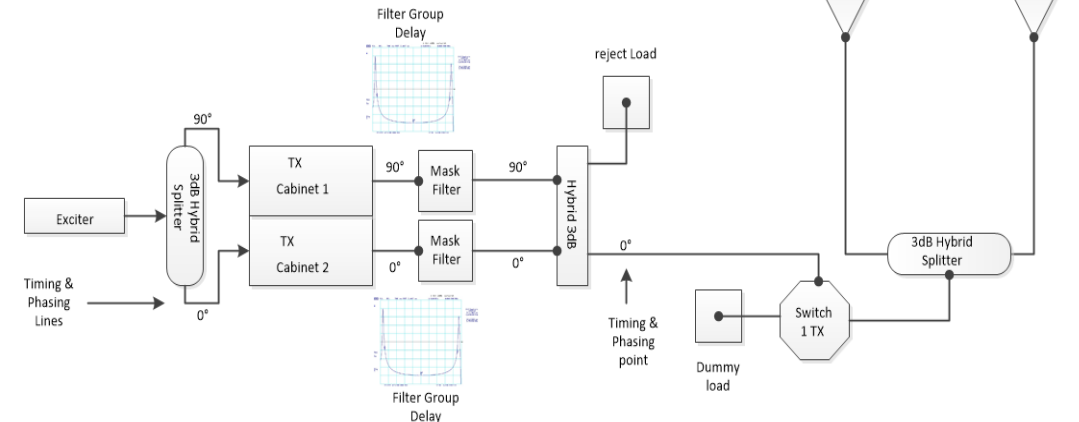 Filter Group
Delay
reject Load
90°
TX
Cabinet 1
90°
Mask
Filter
90°
3dB Hybrid
Splitter
Hybrid 3dB
Exciter
TX
Cabinet 2
0°
Mask
Filter
0°
0°
3dB Hybrid
Splitter
Timing &
Phasing
Lines
0°
Timing &
Phasing
point
Switch
1 TX
Dummy
load
Filter Group
Delay